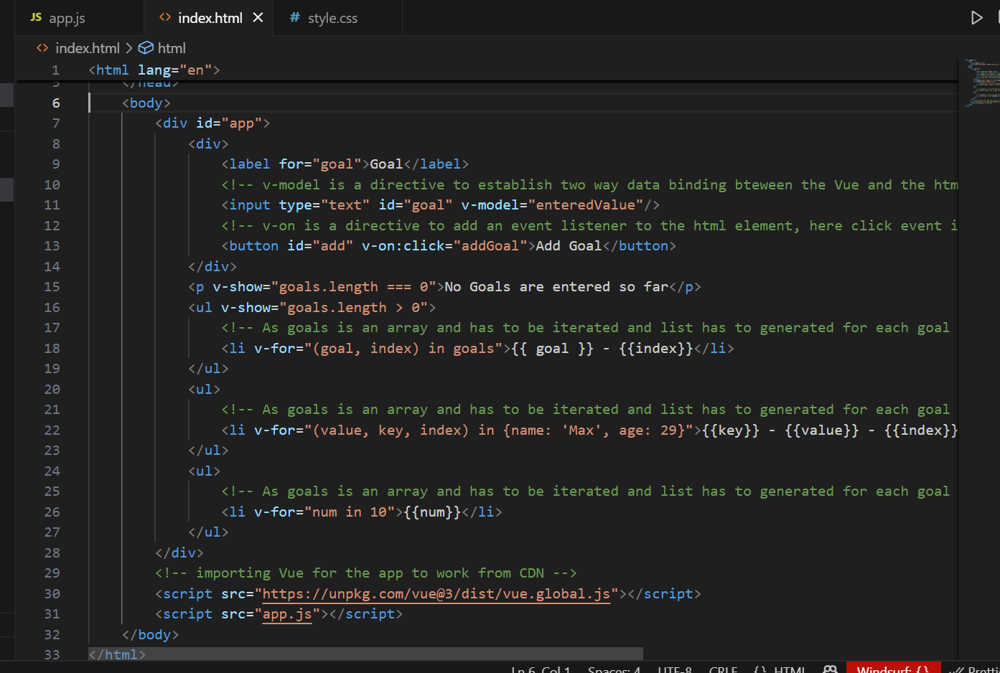 JS app.js
<> index.html ×
# style.css
<> index.html > html
1 <html lang="en">
5 </head>
6 <body>
7 <div id="app">
8 <div>
9 <label for="goal">Goal</label>
10 <!-- v-model is a directive to establish two way data binding bteween the Vue and the htm
11 <input type="text" id="goal" v-model="enteredValue"/>
12 <!-- v-on is a directive to add an event listener to the html element, here click event i
13 <button id="add" v-on:click="addGoal">Add Goal</button>
14 </div>
15 <p v-show="goals.length === 0">No Goals are entered so far</p>
16 <ul v-show="goals.length > 0">
17 <!-- As goals is an array and has to be iterated and list has to generated for each goal
18 <li v-for="(goal, index) in goals">{{ goal }} - {{index}}</li>
19 </ul>
20 <ul>
21 <!-- As goals is an array and has to be iterated and list has to generated for each goal
22 <li v-for="(value, key, index) in {name: 'Max', age: 29}">{{key}} - {{value}} - {{index}}
23 </ul>
24 <ul>
25 <!-- As goals is an array and has to be iterated and list has to generated for each goal
26 <li v-for="num in 10">{{num}}</li>
27 </ul>
28 </div>
29 <!-- importing Vue for the app to work from CDN -->
30 <script src="https://unpkg.com/vue@3/dist/vue.global.js"></script>
31 <script src="app.js"></script>
32 </body>
33 </html>
Ln 6, Col 1 Spaces: 4 UTF-8 CRLF {} HTML Windsurf: {} Pretti